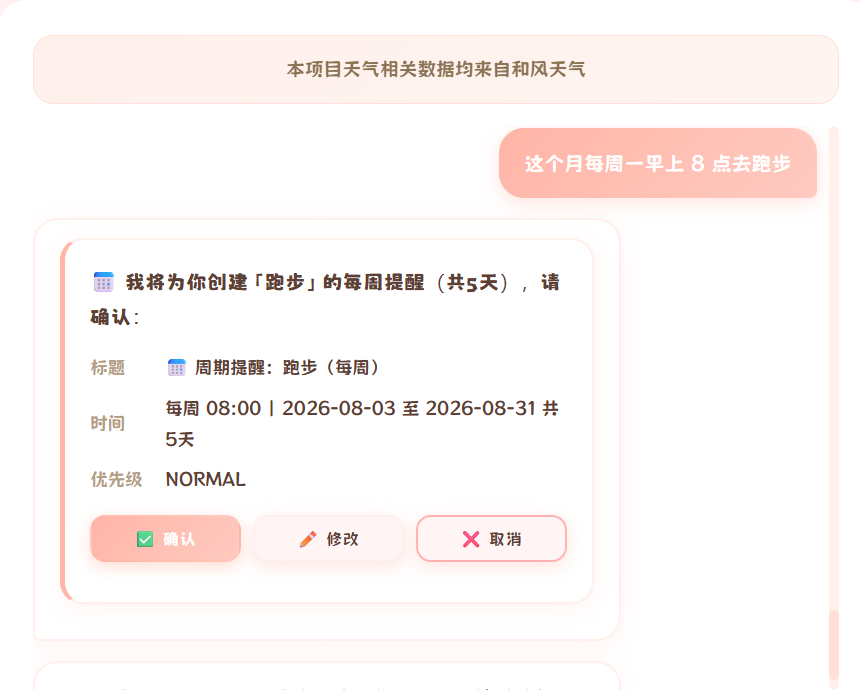 本项目天气相关数据均来自和风天气
这个月每周一早上 8 点去跑步
我将为你创建「跑步」的每周提醒（共5天），请
确认：
标题
周期提醒：跑步（每周）
时间
每周 08:00 | 2026-08-03 至 2026-08-31 共
5天
优先级
NORMAL
确认
修改
取消